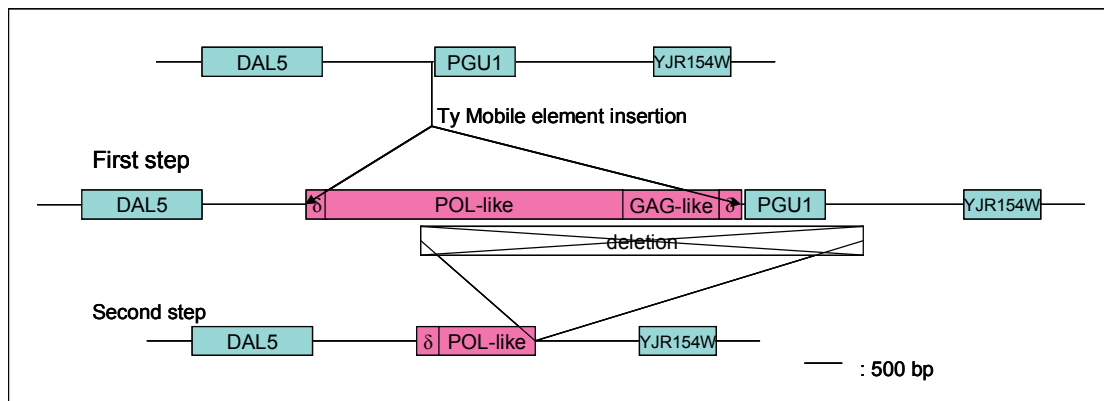 DAL5 PGU1 YJR154W
Ty Mobile element insertion
First step
DAL5 δ POL-like GAG-like δ PGU1 YJR154W
deletion
Second step
DAL5 δ POL-like YJR154W
: 500 bp